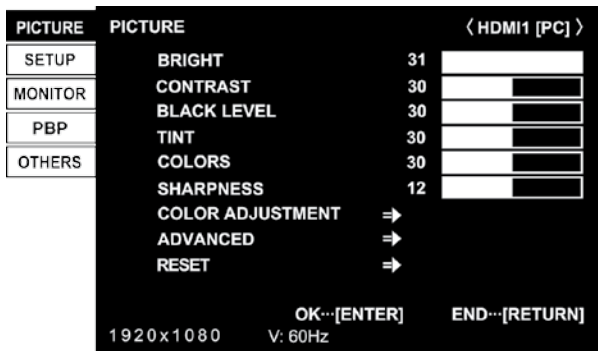 PICTURE
SETUP
MONITOR
PBP
OTHERS
PICTURE 〈 HDMI1 [PC] 〉
BRIGHT 31
CONTRAST 30
BLACK LEVEL 30
TINT 30
COLORS 30
SHARPNESS 12
COLOR ADJUSTMENT
ADVANCED
RESET
OK···[ENTER] END···[RETURN]
1920x1080 V: 60Hz